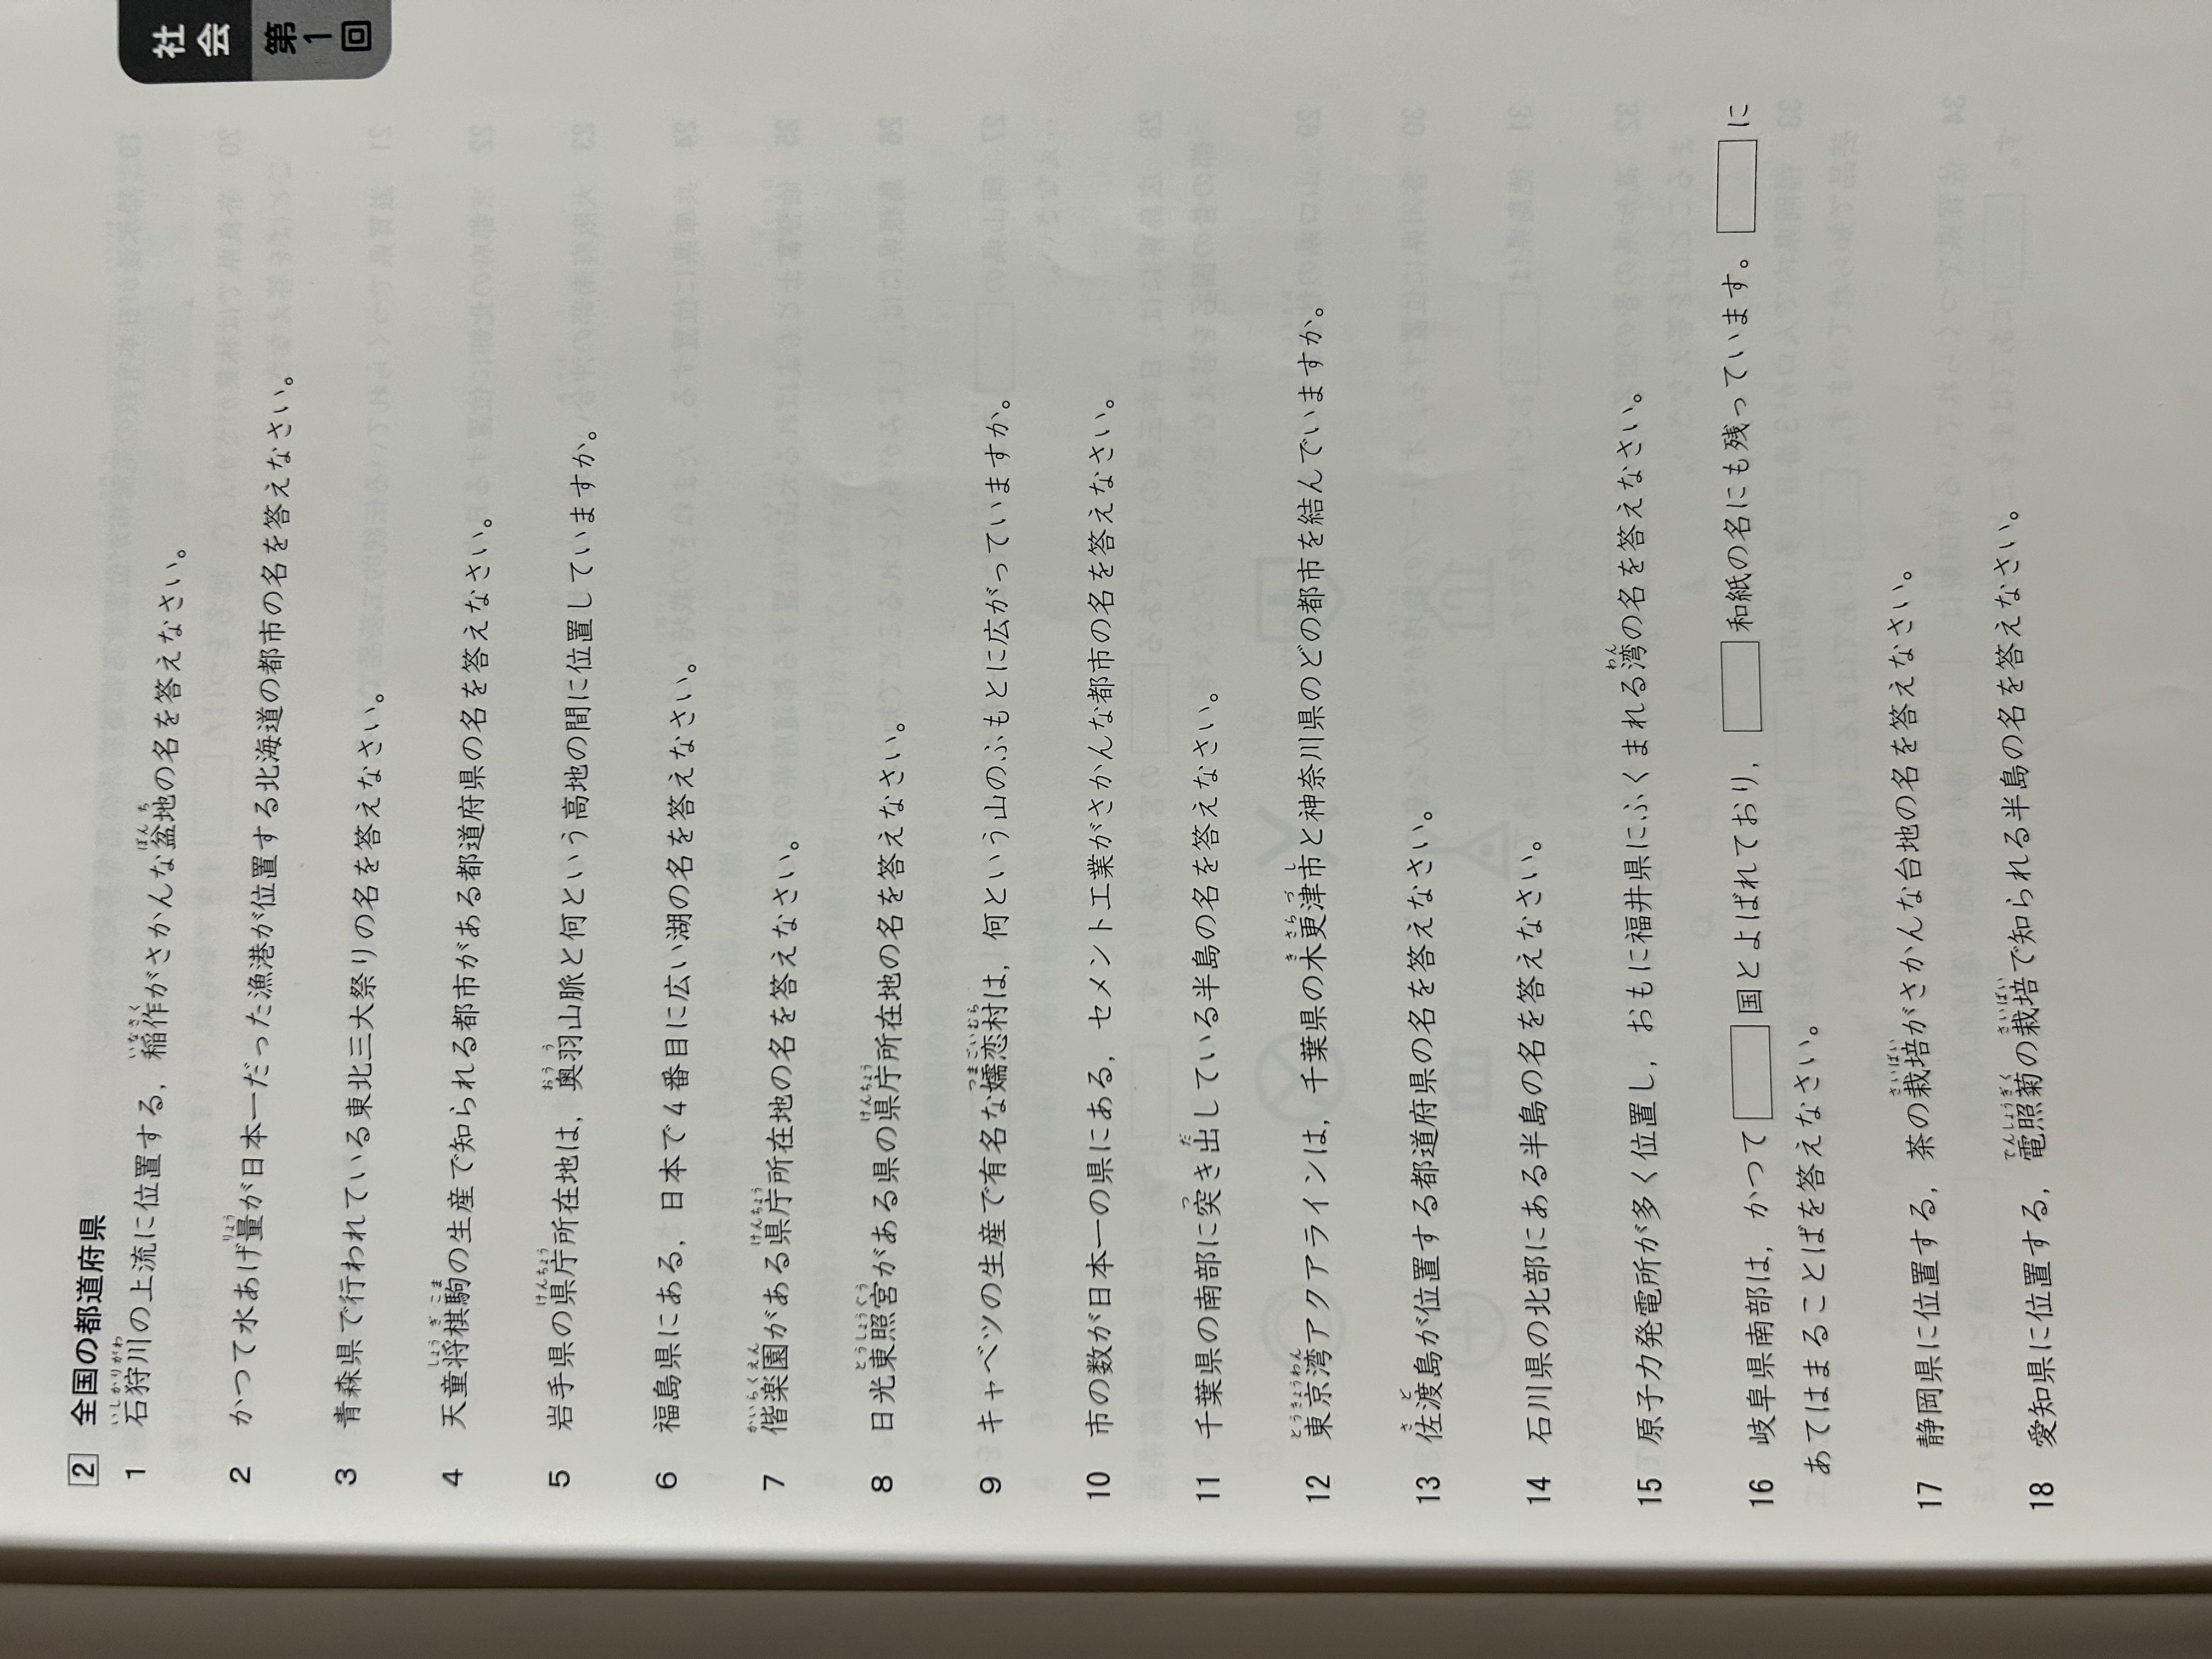 2 全国の都道府県
1 石狩川の上流に位置する，稲作がさかんな盆地の名を答えなさい。
2 かつて水あげ量が日本一だった漁港が位置する北海道の都市の名を答えなさい。
3 青森県で行われている東北三大祭りの名を答えなさい。
4 天童将棋駒の生産で知られる都市がある都道府県の名を答えなさい。
5 岩手県の県庁所在地は，奥羽山脈と何という高地の間に位置していますか。
6 福島県にある，日本で4番目に広い湖の名を答えなさい。
7 偕楽園がある県庁所在地の名を答えなさい。
8 日光東照宮がある県の県庁所在地の名を答えなさい。
9 キャベツの生産で有名な嬬恋村は，何という山のふもとに広がっていますか。
10 市の数が日本一の県にある，セメント工業がさかんな都市の名を答えなさい。
11 千葉県の南部に突き出している半島の名を答えなさい。
12 東京湾アクアラインは，千葉県の木更津市と神奈川県のどの都市を結んでいますか。
13 佐渡島が位置する都道府県の名を答えなさい。
14 石川県の北部にある半島の名を答えなさい。
15 原子力発電所が多く位置し，おもに福井県にふくまれる湾の名を答えなさい。
16 岐阜県南部は，かつて□国とよばれており，□和紙の名にも残っています。□に
あてはまることばを答えなさい。
17 静岡県に位置する，茶の栽培がさかんな台地の名を答えなさい。
18 愛知県に位置する，電照菊の栽培で知られる半島の名を答えなさい。
社会
第1回